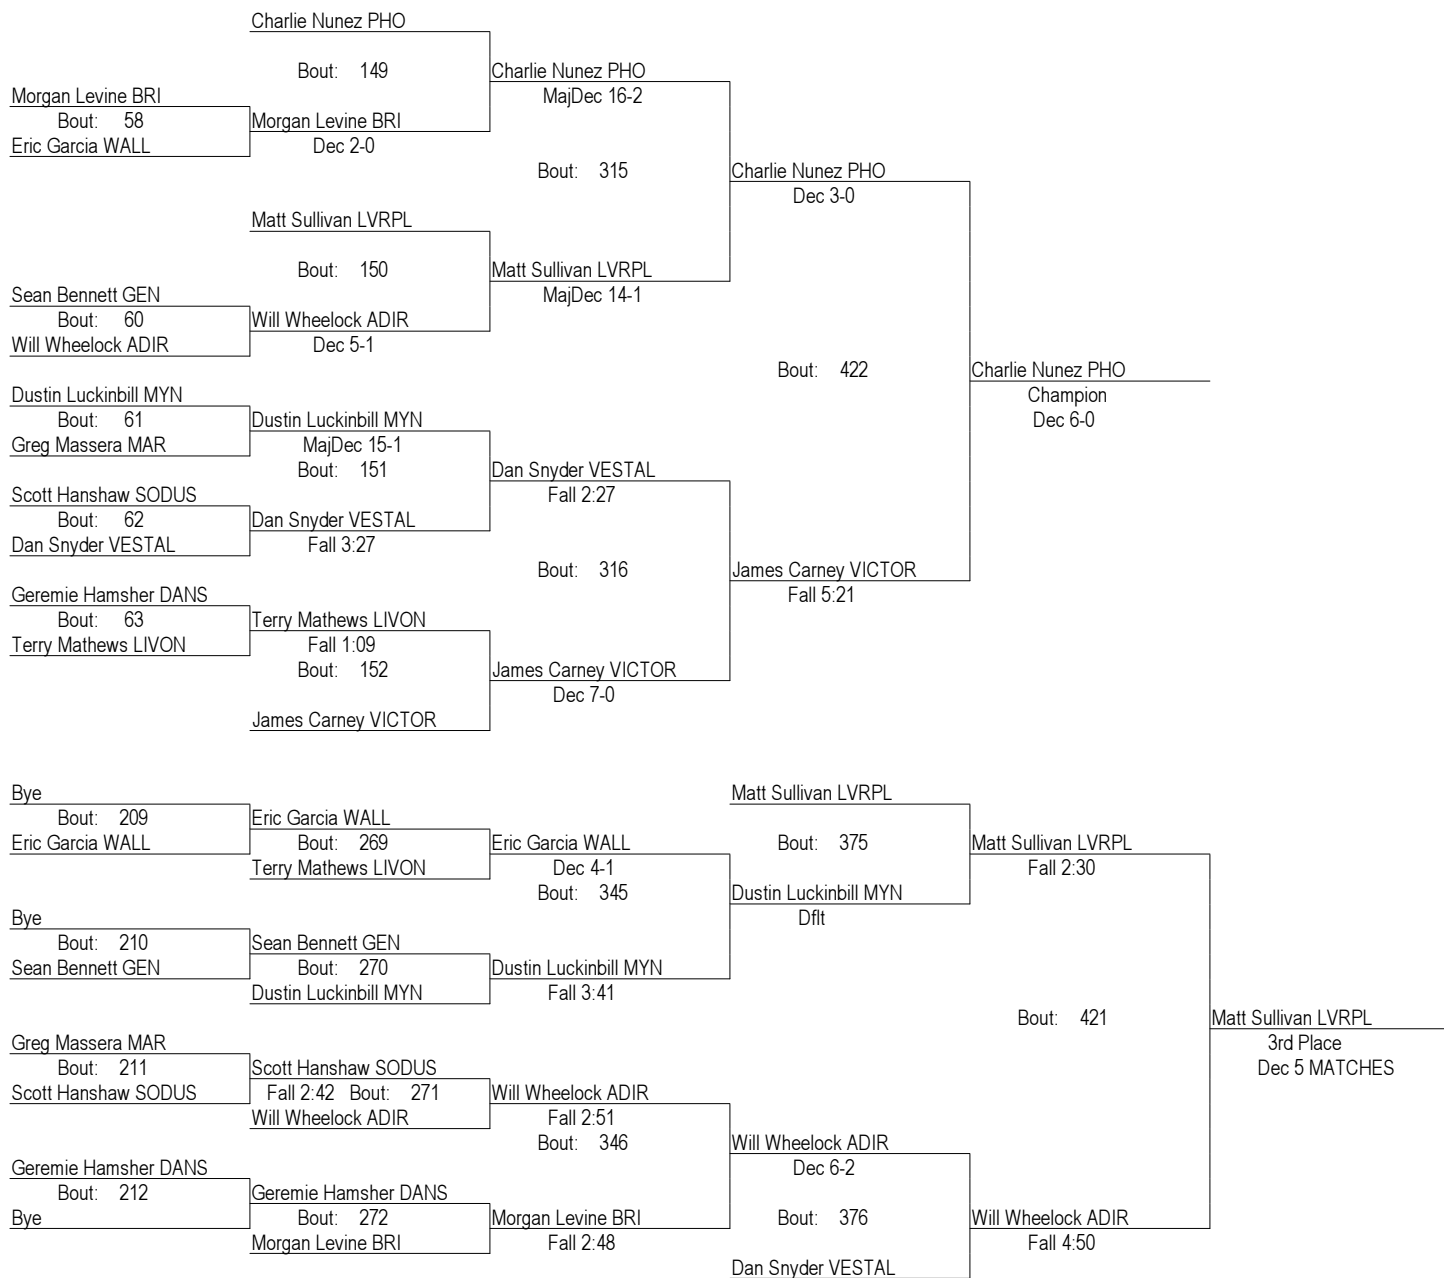 Charlie Nunez PHO
Bout: 149
Charlie Nunez PHO
Morgan Levine BRI
MajDec 16-2
Bout: 58
Morgan Levine BRI
Eric Garcia WALL
Dec 2-0
Bout: 315
Charlie Nunez PHO
Dec 3-0
Matt Sullivan LVRPL
Bout: 150
Matt Sullivan LVRPL
Sean Bennett GEN
MajDec 14-1
Bout: 60
Will Wheelock ADIR
Will Wheelock ADIR
Dec 5-1
Bout: 422
Charlie Nunez PHO
Dustin Luckinbill MYN
Champion
Bout: 61
Dustin Luckinbill MYN
Dec 6-0
Greg Massera MAR
MajDec 15-1
Bout: 151
Dan Snyder VESTAL
Scott Hanshaw SODUS
Fall 2:27
Bout: 62
Dan Snyder VESTAL
Dan Snyder VESTAL
Fall 3:27
Bout: 316
James Carney VICTOR
Geremie Hamsher DANS
Fall 5:21
Bout: 63
Terry Mathews LIVON
Terry Mathews LIVON
Fall 1:09
Bout: 152
James Carney VICTOR
Dec 7-0
James Carney VICTOR
Bye
Matt Sullivan LVRPL
Bout: 209
Eric Garcia WALL
Eric Garcia WALL
Bout: 269
Eric Garcia WALL
Bout: 375
Matt Sullivan LVRPL
Terry Mathews LIVON
Dec 4-1
Fall 2:30
Bout: 345
Dustin Luckinbill MYN
Bye
Dflt
Bout: 210
Sean Bennett GEN
Sean Bennett GEN
Bout: 270
Dustin Luckinbill MYN
Dustin Luckinbill MYN
Fall 3:41
Bout: 421
Matt Sullivan LVRPL
Greg Massera MAR
3rd Place
Bout: 211
Scott Hanshaw SODUS
Dec 5 MATCHES
Scott Hanshaw SODUS
Fall 2:42 Bout: 271
Will Wheelock ADIR
Will Wheelock ADIR
Fall 2:51
Bout: 346
Will Wheelock ADIR
Geremie Hamsher DANS
Dec 6-2
Bout: 212
Geremie Hamsher DANS
Bye
Bout: 272
Morgan Levine BRI
Bout: 376
Will Wheelock ADIR
Morgan Levine BRI
Fall 2:48
Fall 4:50
Dan Snyder VESTAL